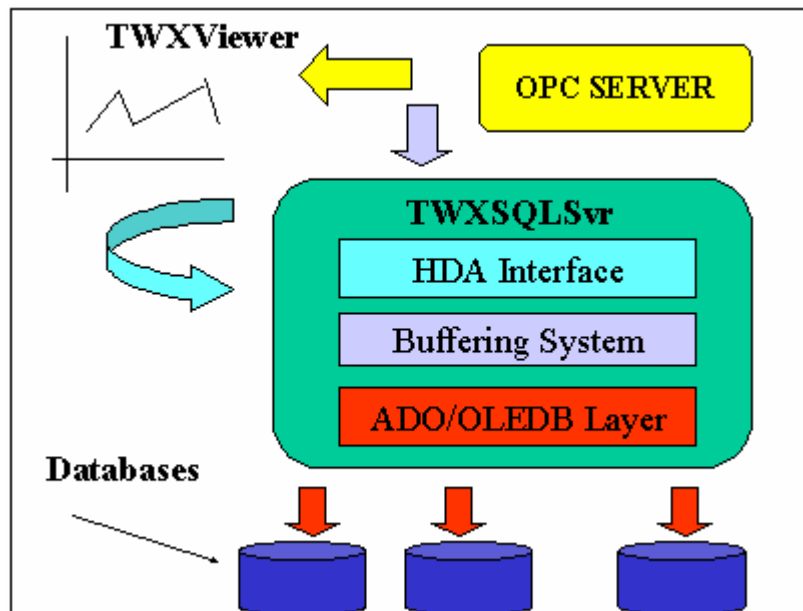 TWXViewer
OPC SERVER
TWXSQLSvr
HDA Interface
Buffering System
ADO/OLEDB Layer
Databases